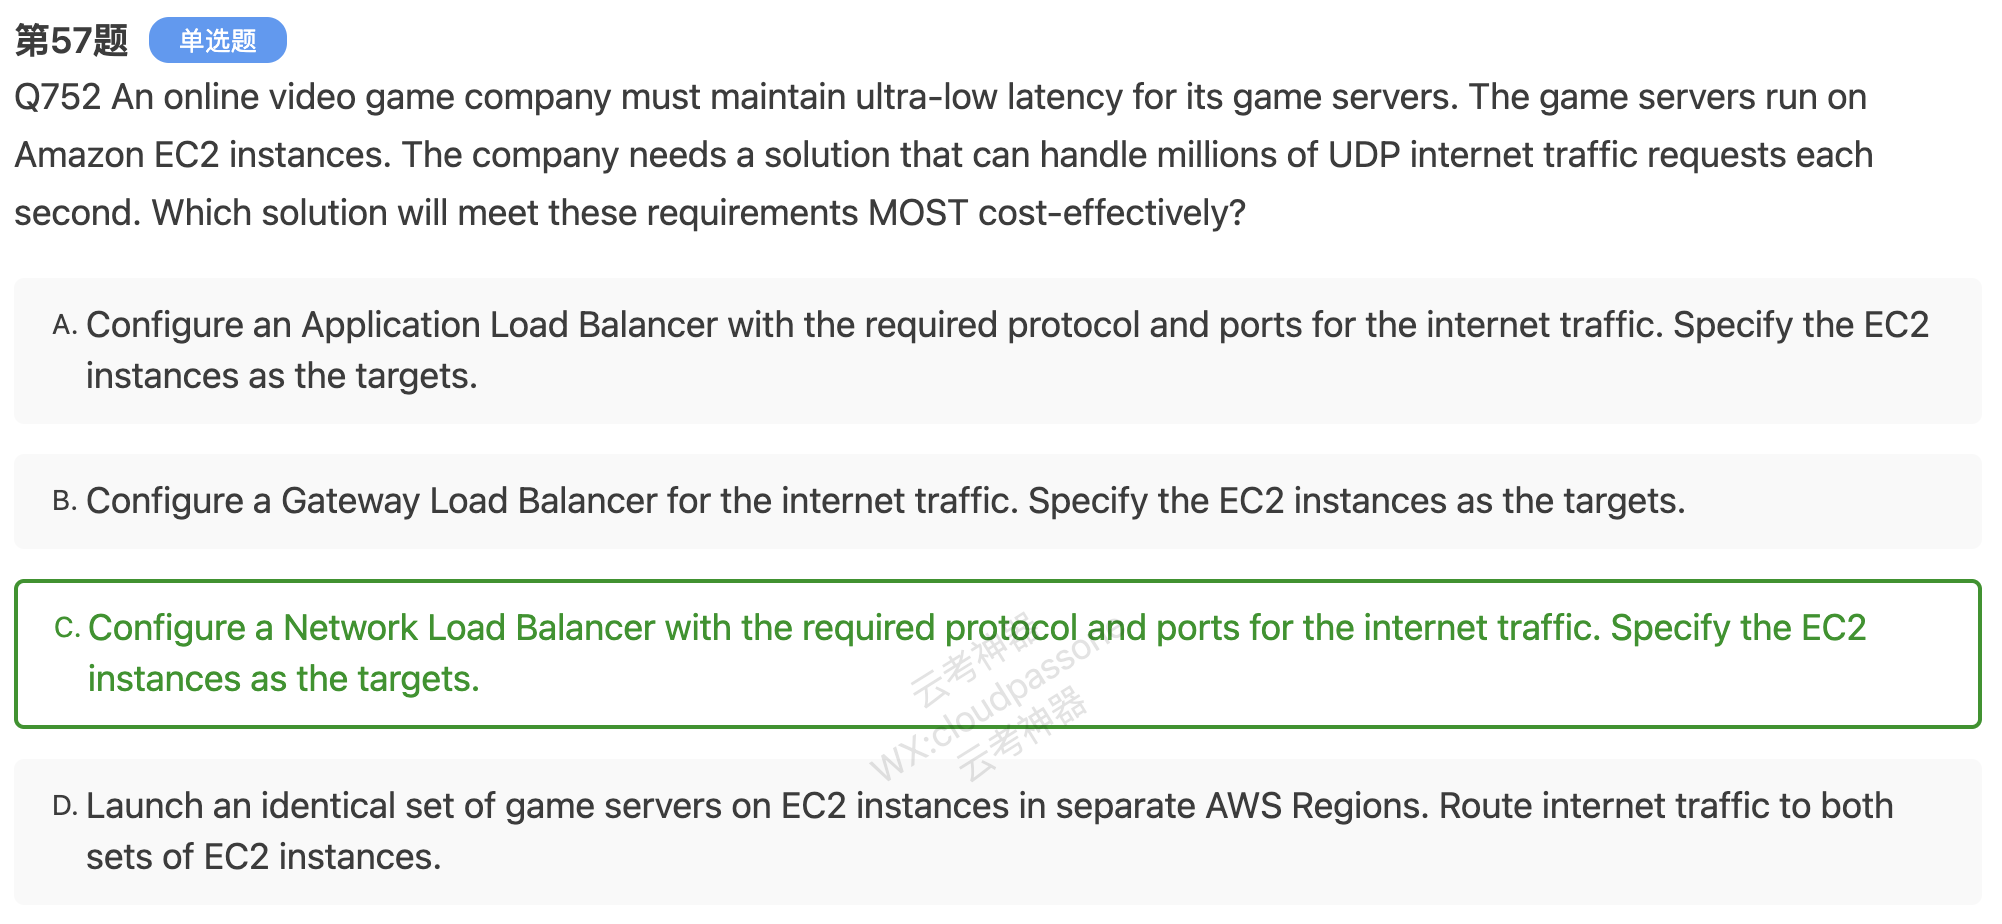 第57题 单选题
Q752 An online video game company must maintain ultra-low latency for its game servers. The game servers run on
Amazon EC2 instances. The company needs a solution that can handle millions of UDP internet traffic requests each
second. Which solution will meet these requirements MOST cost-effectively?
A. Configure an Application Load Balancer with the required protocol and ports for the internet traffic. Specify the EC2
instances as the targets.
B. Configure a Gateway Load Balancer for the internet traffic. Specify the EC2 instances as the targets.
C. Configure a Network Load Balancer with the required protocol and ports for the internet traffic. Specify the EC2
instances as the targets.
云考神器
WX:cloudpassone
云考神器
D. Launch an identical set of game servers on EC2 instances in separate AWS Regions. Route internet traffic to both
sets of EC2 instances.